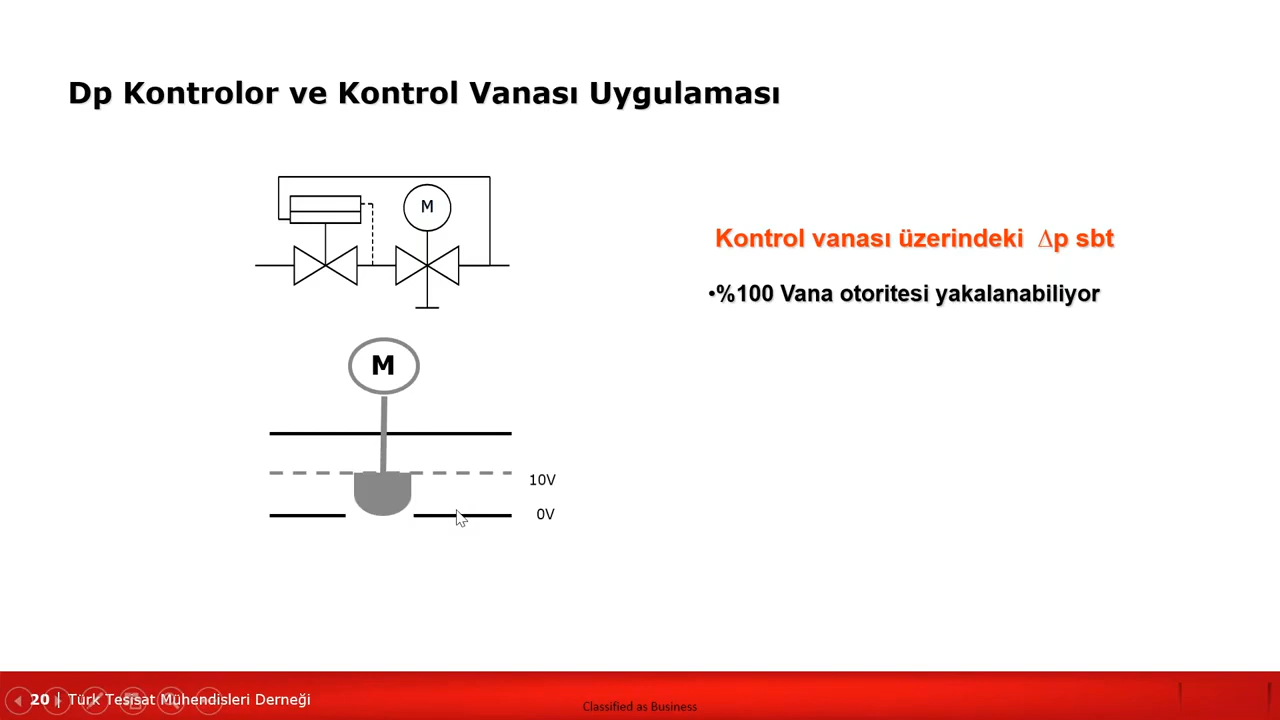 Dp Kontrolor ve Kontrol Vanası Uygulaması
M
Kontrol vanası üzerindeki ∆p sbt
•%100 Vana otoritesi yakalanabiliyor
M
10V
0V
20 | Türk Tesisat Mühendisleri Derneği
Classified as Business